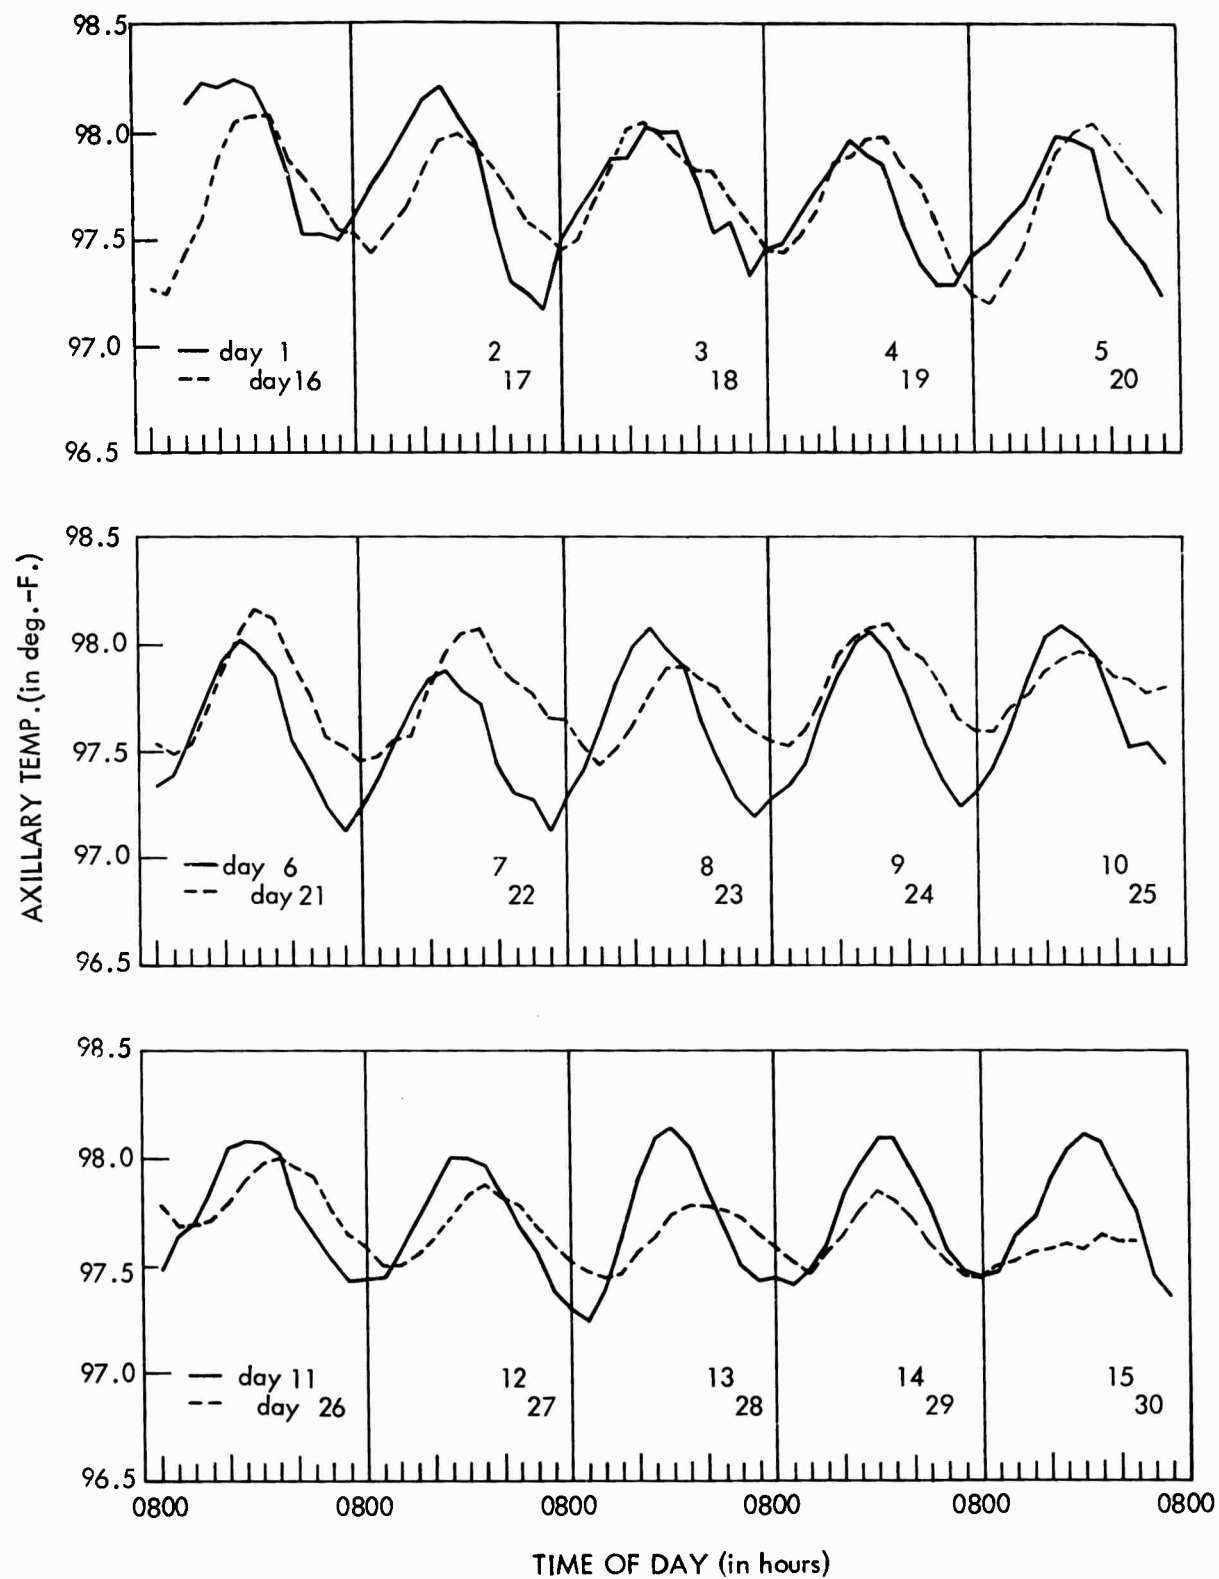 98.5
98.0
97.5
97.0
96.5
day 1 2 3 4 5
day 16 17 18 19 20
AXILLARY TEMP. (in deg.-F.)
98.5
98.0
97.5
97.0
96.5
day 6 7 8 9 10
day 21 22 23 24 25
98.5
98.0
97.5
97.0
96.5
day 11 12 13 14 15
day 26 27 28 29 30
0800 0800 0800 0800 0800 0800
TIME OF DAY (in hours)